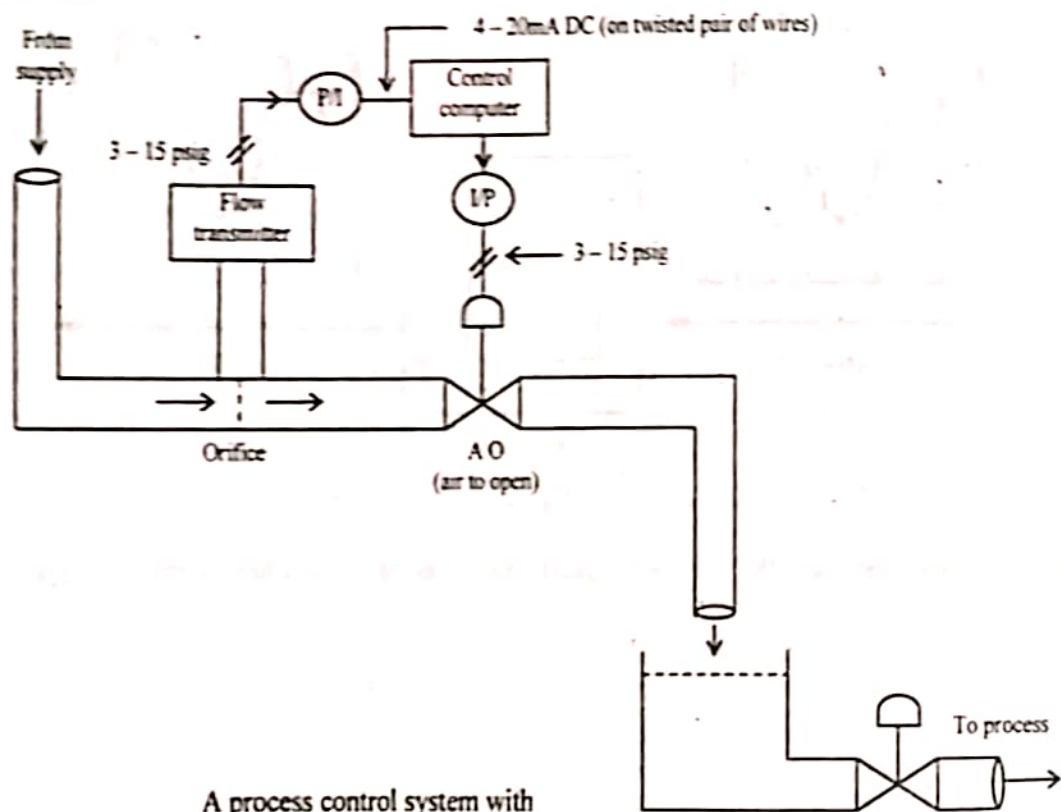 4 – 20mA DC (on twisted pair of wires)
supply
P/I
Control
computer
3 – 15 psig
Flow
transmitter
I/P
3 – 15 psig
Orifice
A O
(air to open)
To process
A process control system with